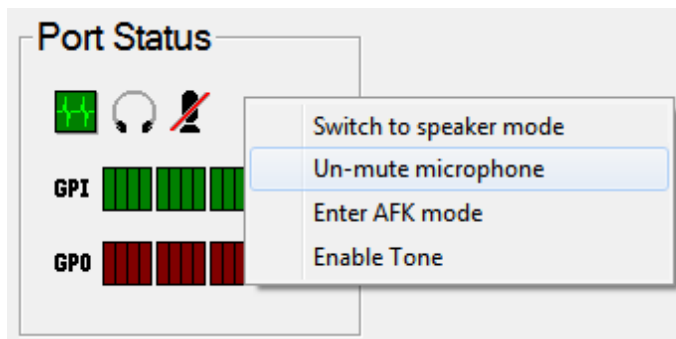 Port Status
Switch to speaker mode
Un-mute microphone
GPI
Enter AFK mode
GPO
Enable Tone